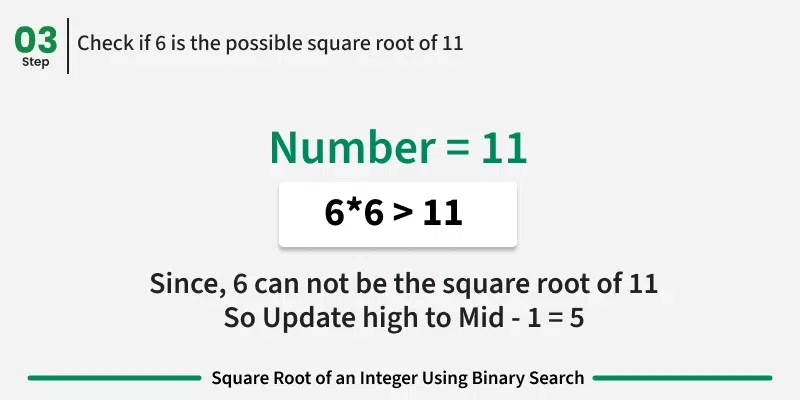 03
Step
Check if 6 is the possible square root of 11
Number = 11
6*6 > 11
Since, 6 can not be the square root of 11
So Update high to Mid - 1 = 5
Square Root of an Integer Using Binary Search